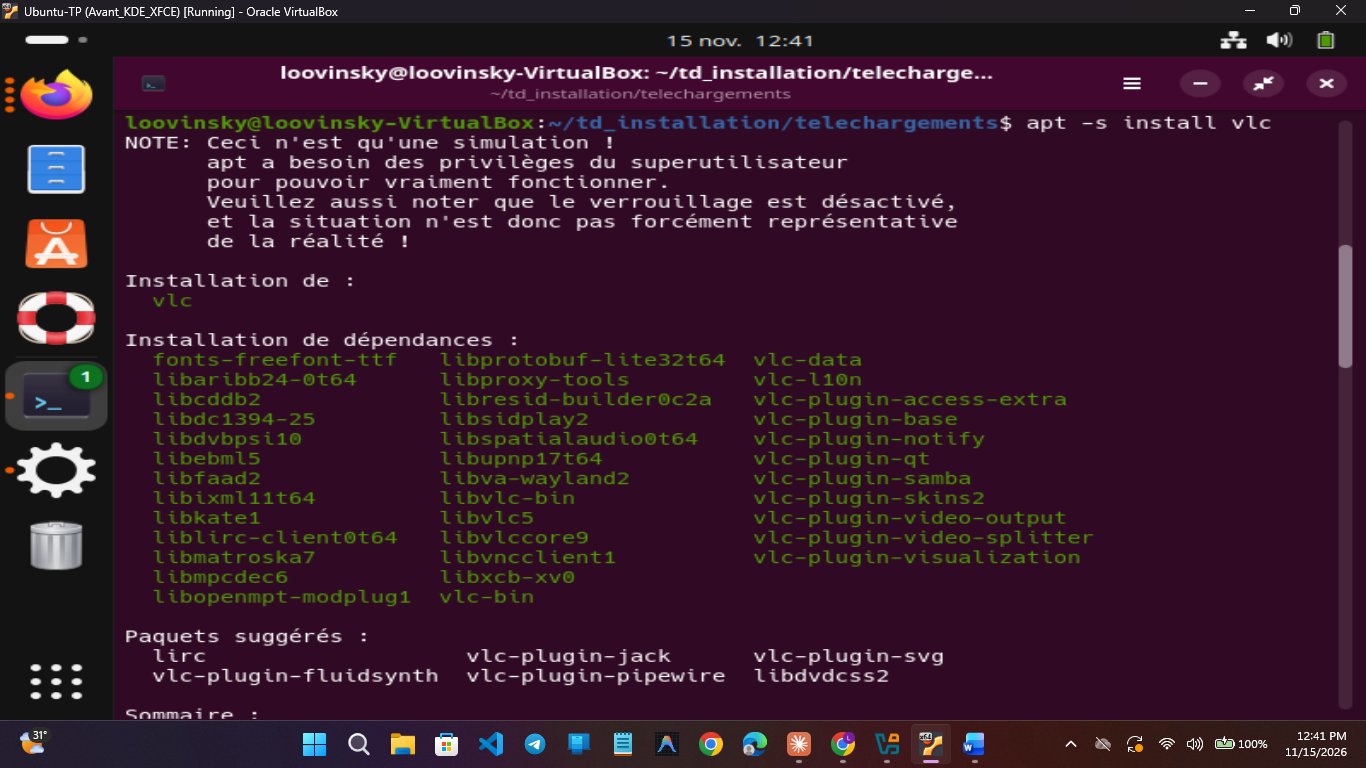 Ubuntu-TP (Avant_KDE_XFCE) [Running] - Oracle VirtualBox
15 nov. 12:41
loovinsky@loovinsky-VirtualBox: ~/td_installation/telecharge...
~/td_installation/telechargements
loovinsky@loovinsky-VirtualBox:~/td_installation/telechargements$ apt -s install vlc
NOTE: Ceci n'est qu'une simulation !
apt a besoin des privilèges du superutilisateur
pour pouvoir vraiment fonctionner.
Veuillez aussi noter que le verrouillage est désactivé,
et la situation n'est donc pas forcément représentative
de la réalité !
Installation de :
vlc
Installation de dépendances :
fonts-freefont-ttf libprotobuf-lite32t64 vlc-data
libaribb24-0t64 libproxy-tools vlc-l10n
libcddb2 libresid-builder0c2a vlc-plugin-access-extra
libdc1394-25 libsidplay2 vlc-plugin-base
libdvbpsi10 libspatialaudio0t64 vlc-plugin-notify
libebml5 libupnp17t64 vlc-plugin-qt
libfaad2 libva-wayland2 vlc-plugin-samba
libixml11t64 libvlc-bin vlc-plugin-skins2
libkate1 libvlc5 vlc-plugin-video-output
liblirc-client0t64 libvlccore9 vlc-plugin-video-splitter
libmatroska7 libvncclient1 vlc-plugin-visualization
libmpcdec6 libxcb-xv0
libopenmpt-modplug1 vlc-bin
Paquets suggérés :
lirc vlc-plugin-jack vlc-plugin-svg
vlc-plugin-fluidsynth vlc-plugin-pipewire libdvdcss2
Sommaire :
1
31°
100%
12:41 PM
11/15/2026